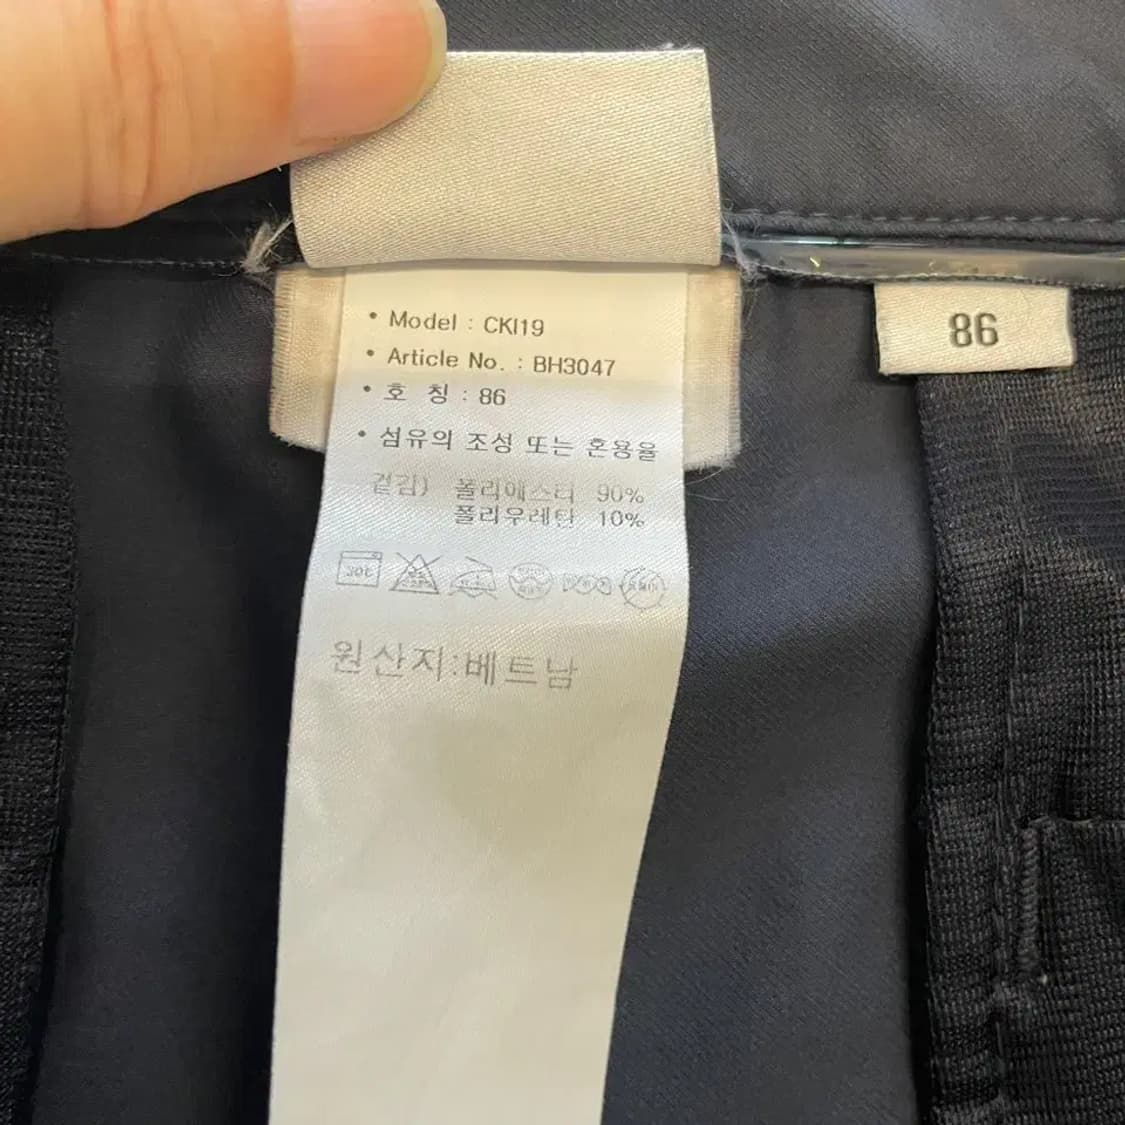 • Model : CKI19
• Article No. : BH3047
• 호 칭 : 86
• 섬유의 조성 또는 혼용율
겉감) 폴리에스터 90%
폴리우레탄 10%
30℃
원산지:베트남
86